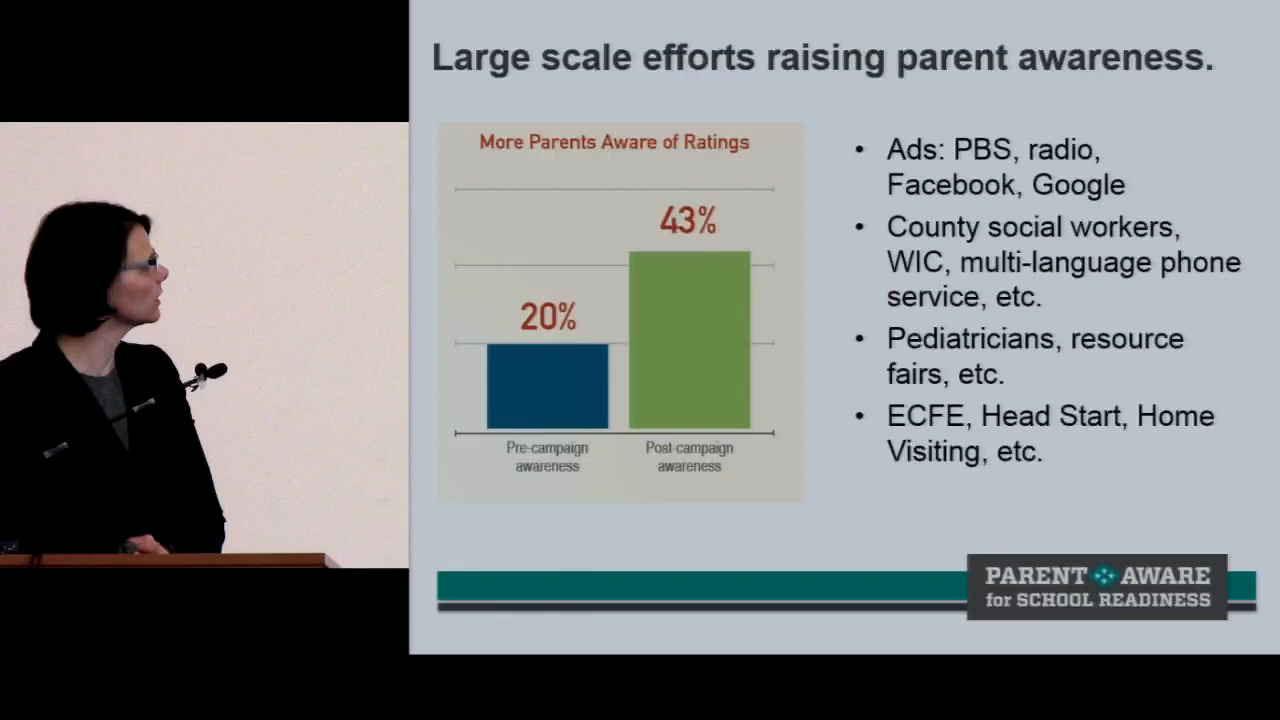 Large scale efforts raising parent awareness.
More Parents Aware of Ratings
43%
20%
Pre-campaign
awareness
Post-campaign
awareness
• Ads: PBS, radio,
Facebook, Google
• County social workers,
WIC, multi-language phone
service, etc.
• Pediatricians, resource
fairs, etc.
• ECFE, Head Start, Home
Visiting, etc.
PARENT AWARE
for SCHOOL READINESS